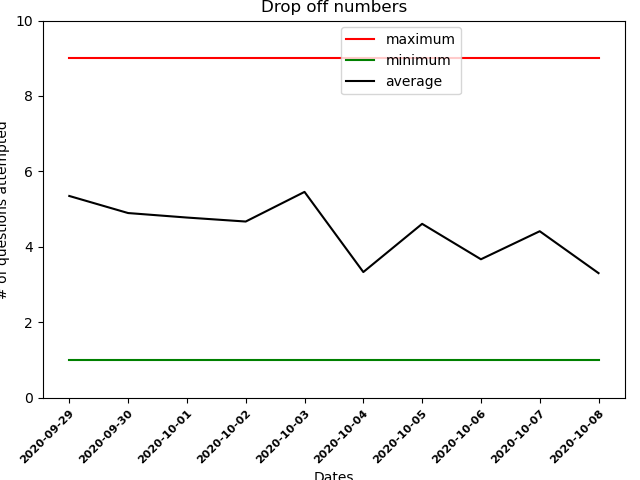 Drop off numbers
maximum
minimum
average
# of questions attempted
10
8
6
4
2
0
2020-09-29
2020-09-30
2020-10-01
2020-10-02
2020-10-03
2020-10-04
2020-10-05
2020-10-06
2020-10-07
2020-10-08
Dates